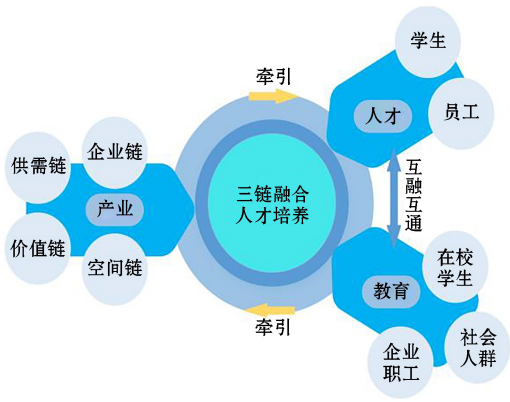 学生
牵引
人才
员工
企业链
供需链
互
融
互
通
三链融合
人才培养
产业
价值链
空间链
在校
学生
教育
牵引
社会
人群
企业
职工